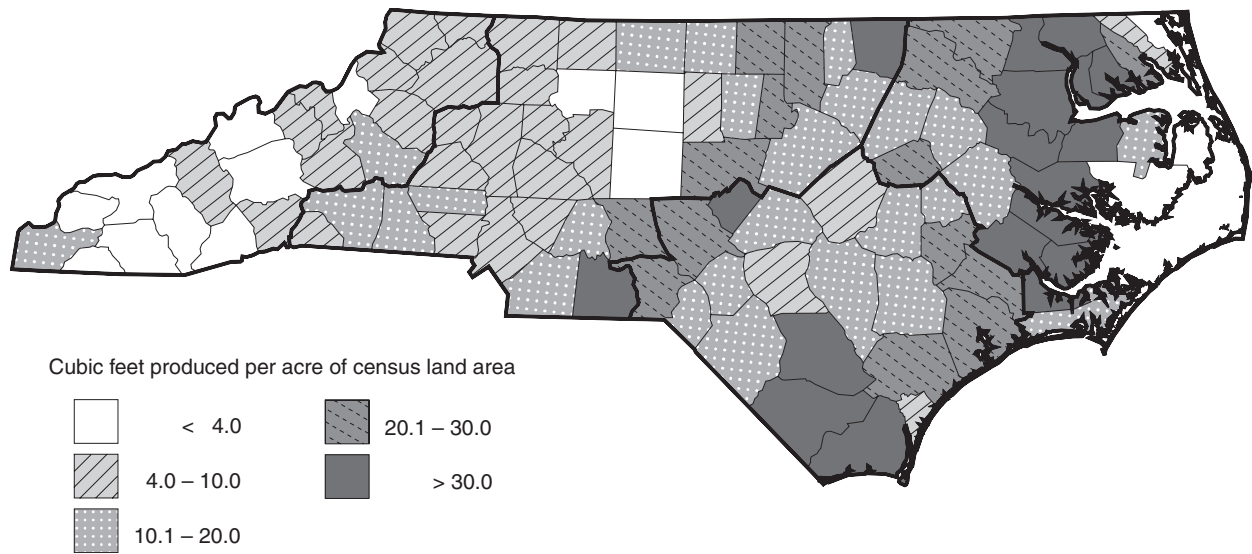 Cubic feet produced per acre of census land area
< 4.0
4.0 – 10.0
10.1 – 20.0
20.1 – 30.0
> 30.0